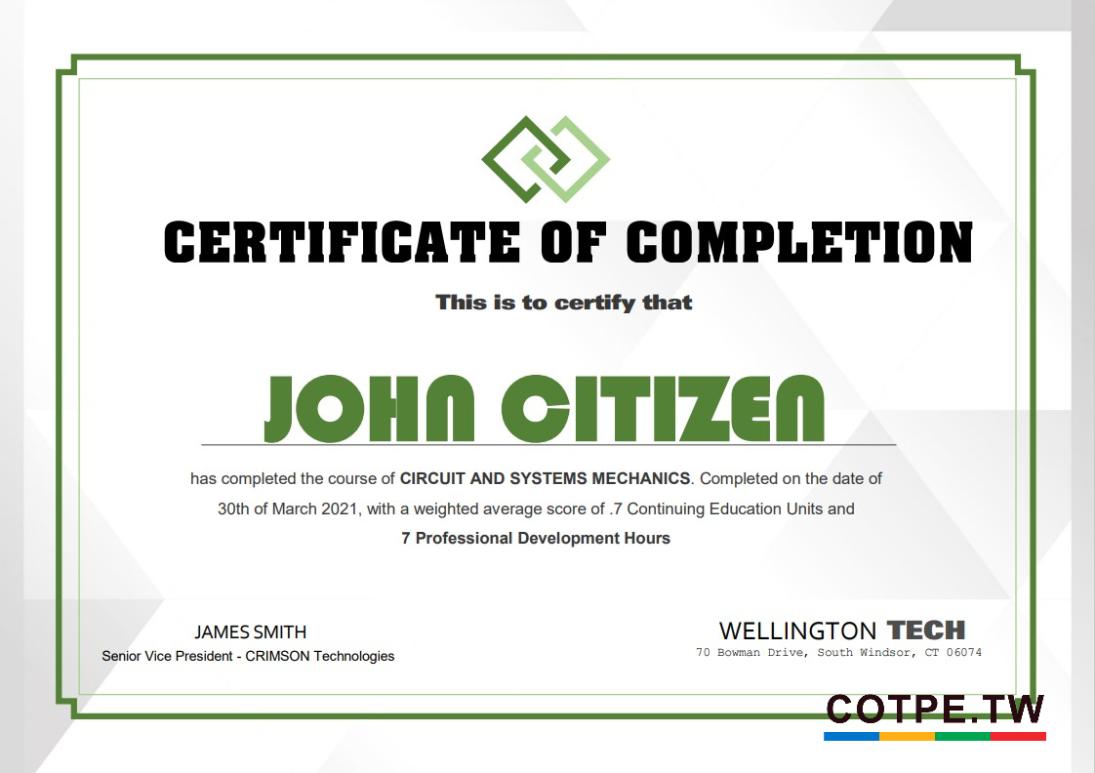 CERTIFICATE OF COMPLETION
This is to certify that
JOHN CITIZEN
has completed the course of CIRCUIT AND SYSTEMS MECHANICS. Completed on the date of
30th of March 2021, with a weighted average score of .7 Continuing Education Units and
7 Professional Development Hours
JAMES SMITH
Senior Vice President - CRIMSON Technologies
WELLINGTON TECH
70 Bowman Drive, South Windsor, CT 06074
COTPE.TW